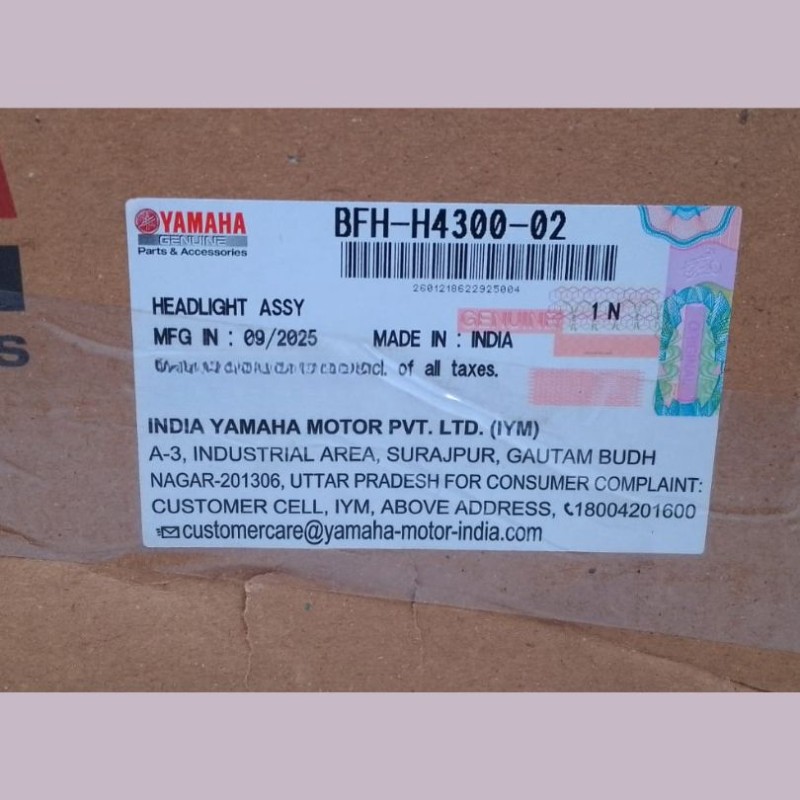 YAMAHA
GENUINE
Parts & Accessories
BFH-H4300-02
2601218622925004
HEADLIGHT ASSY
GENUINE
1 N
MFG IN : 09/2025 MADE IN : INDIA
incl. of all taxes.
INDIA YAMAHA MOTOR PVT. LTD. (IYM)
A-3, INDUSTRIAL AREA, SURAJPUR, GAUTAM BUDH
NAGAR-201306, UTTAR PRADESH FOR CONSUMER COMPLAINT:
CUSTOMER CELL, IYM, ABOVE ADDRESS, 18004201600
customercare@yamaha-motor-india.com